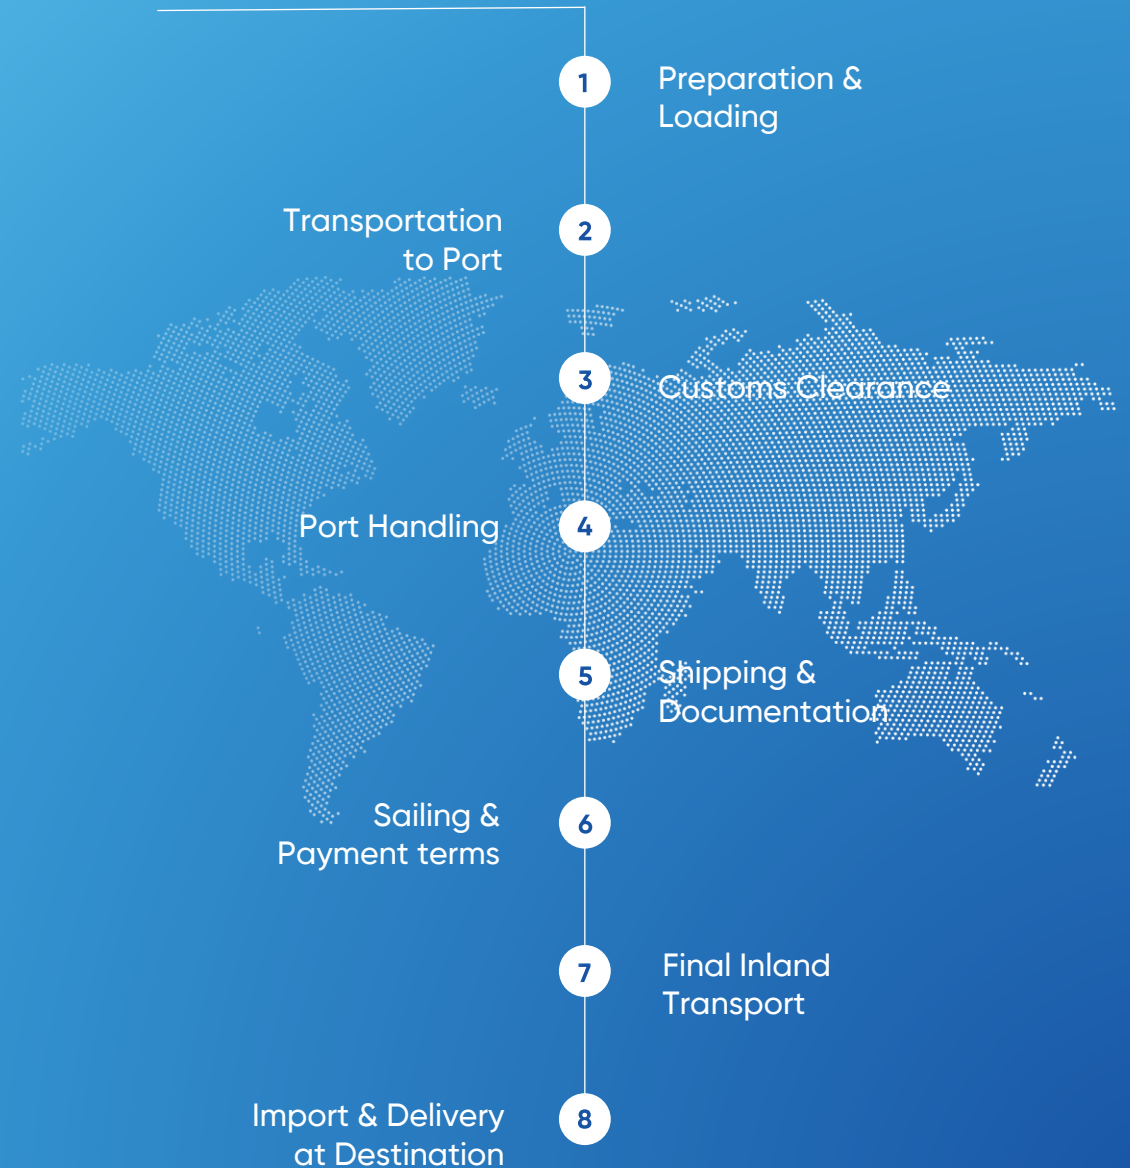 1
Preparation &
Loading
2
Transportation
to Port
3
Customs Clearance
4
Port Handling
5
Shipping &
Documentation
6
Sailing &
Payment terms
7
Final Inland
Transport
8
Import & Delivery
at Destination